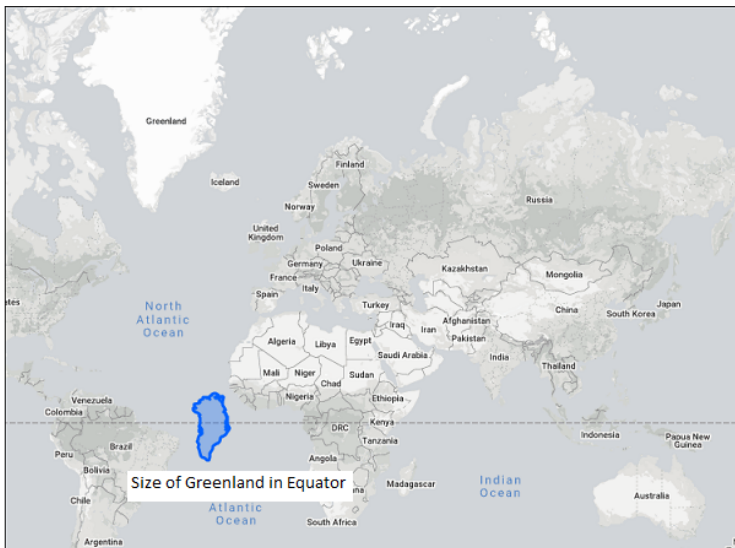 Greenland
Iceland
Finland
Sweden
Norway
Russia
United
Kingdom
Poland
Germany
Ukraine
France
Kazakhstan
Mongolia
Italy
Spain
Turkey
North
Atlantic
Ocean
China
Japan
South Korea
Iraq
Iran
Afghanistan
Pakistan
Algeria
Libya
Egypt
Saudi Arabia
India
Mali
Niger
Chad
Sudan
Thailand
Nigeria
Ethiopia
Venezuela
Colombia
DRC
Kenya
Tanzania
Indonesia
Papua New
Guinea
Peru
Brazil
Bolivia
Angola
Size of Greenland in Equator
Madagascar
Indian
Ocean
Chile
Atlantic
Ocean
South Africa
Australia
Argentina